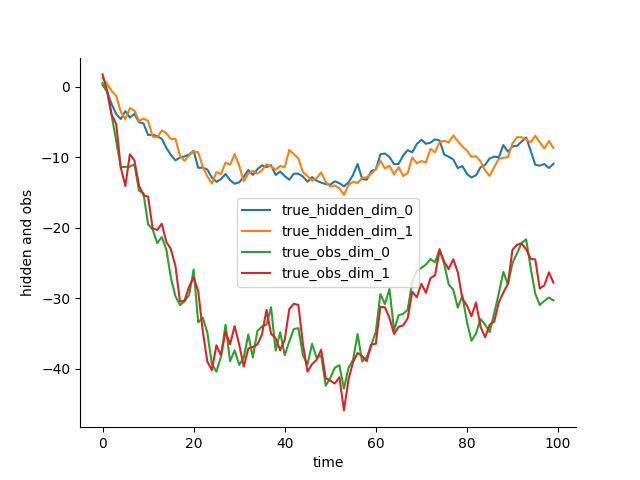 0
−10
−20
−30
−40
hidden and obs
true_hidden_dim_0
true_hidden_dim_1
true_obs_dim_0
true_obs_dim_1
0 20 40 60 80 100
time